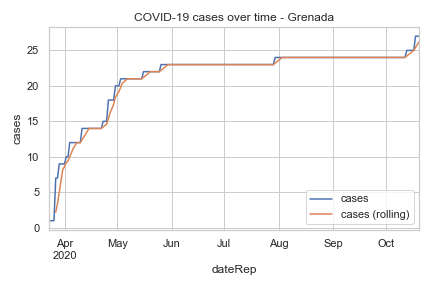 COVID-19 cases over time - Grenada
cases
25
20
15
10
5
0
Apr
2020
May
Jun
Jul
Aug
Sep
Oct
dateRep
cases
cases (rolling)